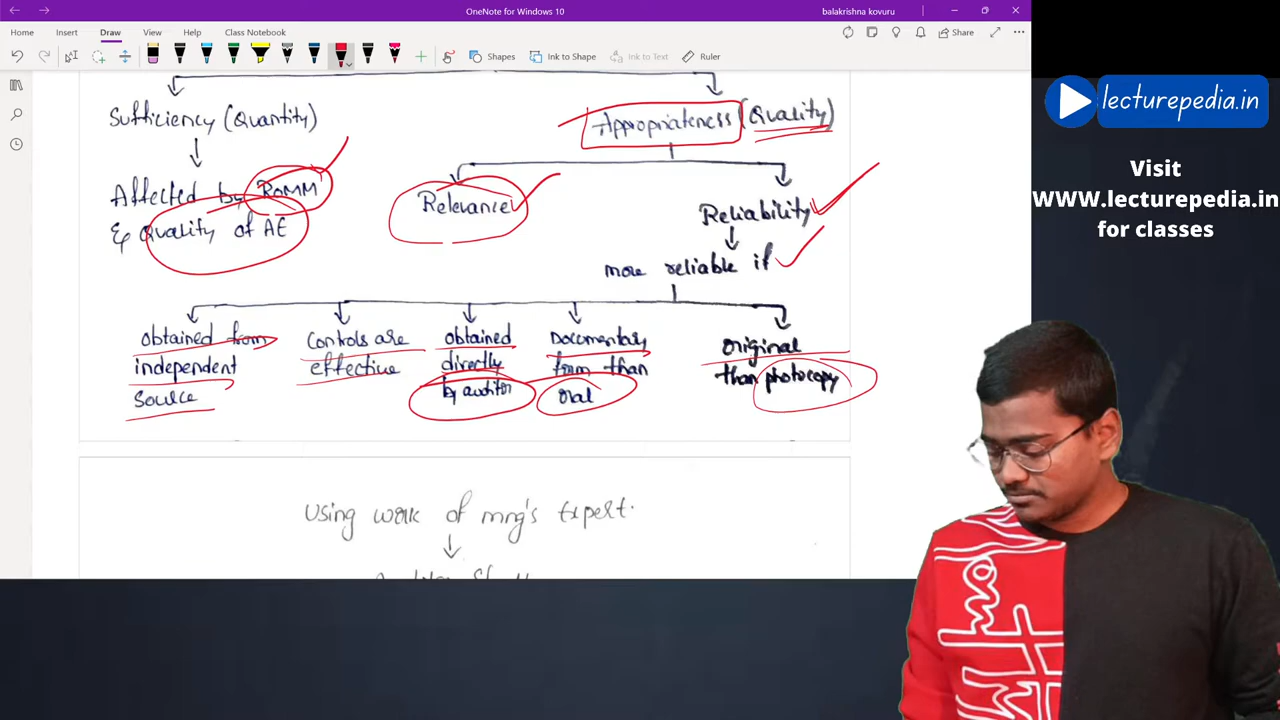 OneNote for Windows 10
balakrishna kovuru
Home Insert Draw View Help Class Notebook
Share
Shapes
Ink to Shape
Ink to Text
Ruler
Sufficiency (Quantity)
Affected by RoMM
& Quality of AE
Appropriateness (Quality)
Relevance
Reliability
more reliable if
obtained from
independent
source
Controls are
effective
obtained
directly
by auditor
Documentary
form than
oral
original
than photocopy
Using work of mng's Expert.
lecturepedia.in
Visit
WWW.lecturepedia.in
for classes